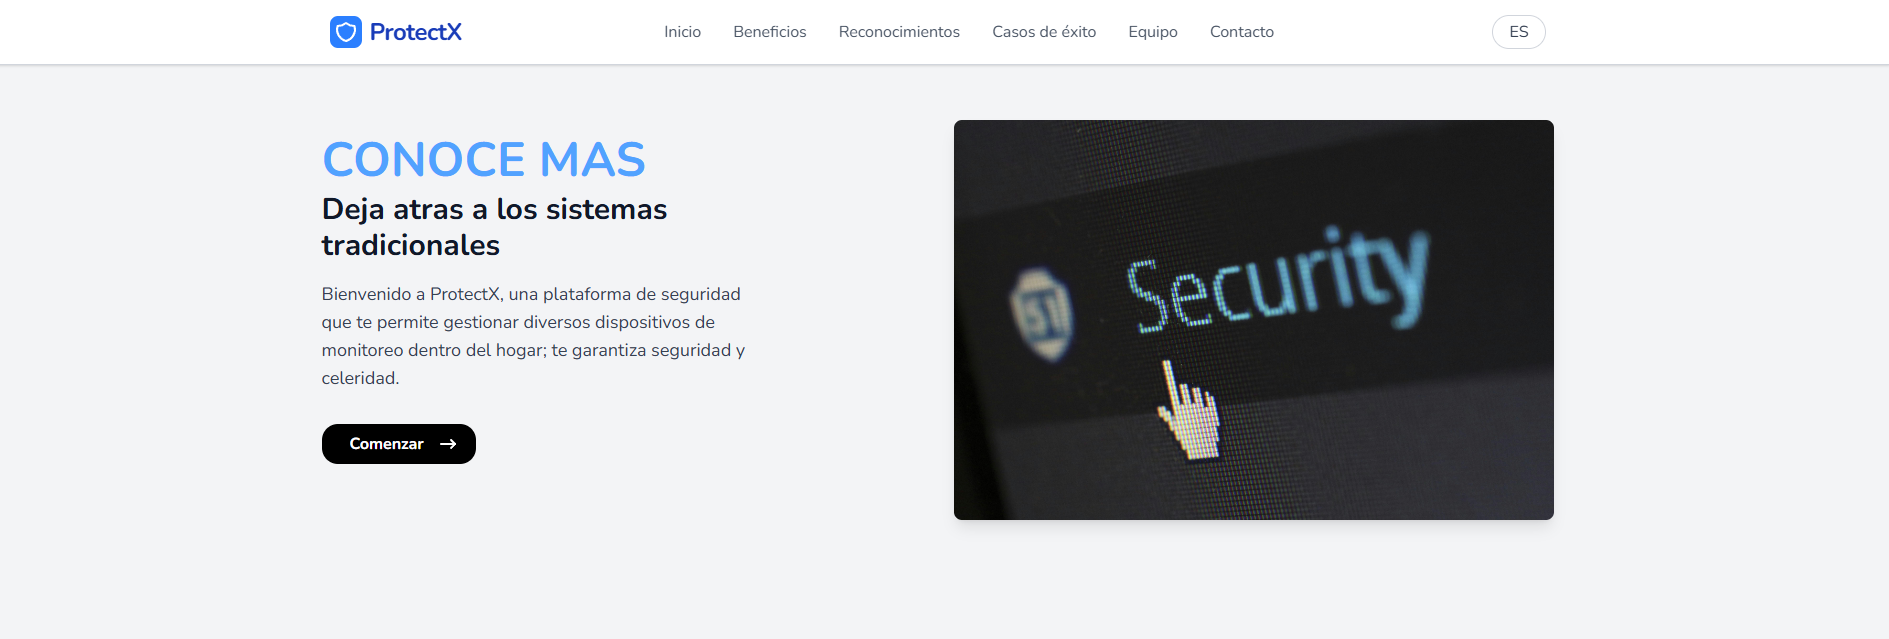 ProtectX
Inicio
Beneficios
Reconocimientos
Casos de éxito
Equipo
Contacto
ES
CONOCE MAS
Deja atras a los sistemas
tradicionales
Bienvenido a ProtectX, una plataforma de seguridad
que te permite gestionar diversos dispositivos de
monitoreo dentro del hogar; te garantiza seguridad y
celeridad.
Comenzar
Security